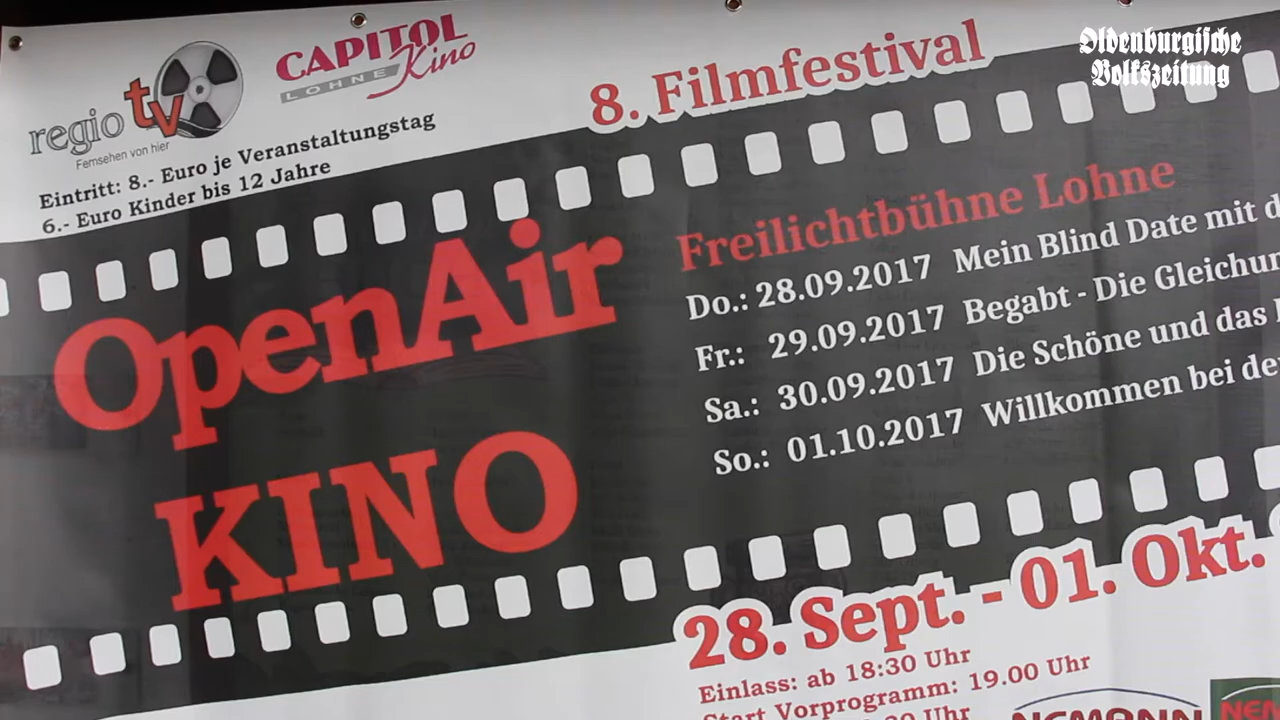 regio tv
Fernsehen von hier
CAPITOL
LOHNE Kino
Oldenburgische
Volkszeitung
Eintritt: 8.- Euro je Veranstaltungstag
6.- Euro Kinder bis 12 Jahre
8. Filmfestival
OpenAir
KINO
Freilichtbühne Lohne
Do.: 28.09.2017 Mein Blind Date mit d
Fr.: 29.09.2017 Begabt - Die Gleichun
Sa.: 30.09.2017 Die Schöne und das
So.: 01.10.2017 Willkommen bei de
28. Sept. - 01. Okt.
Einlass: ab 18:30 Uhr
Start Vorprogramm: 19.00 Uhr
Uhr
NEMANN